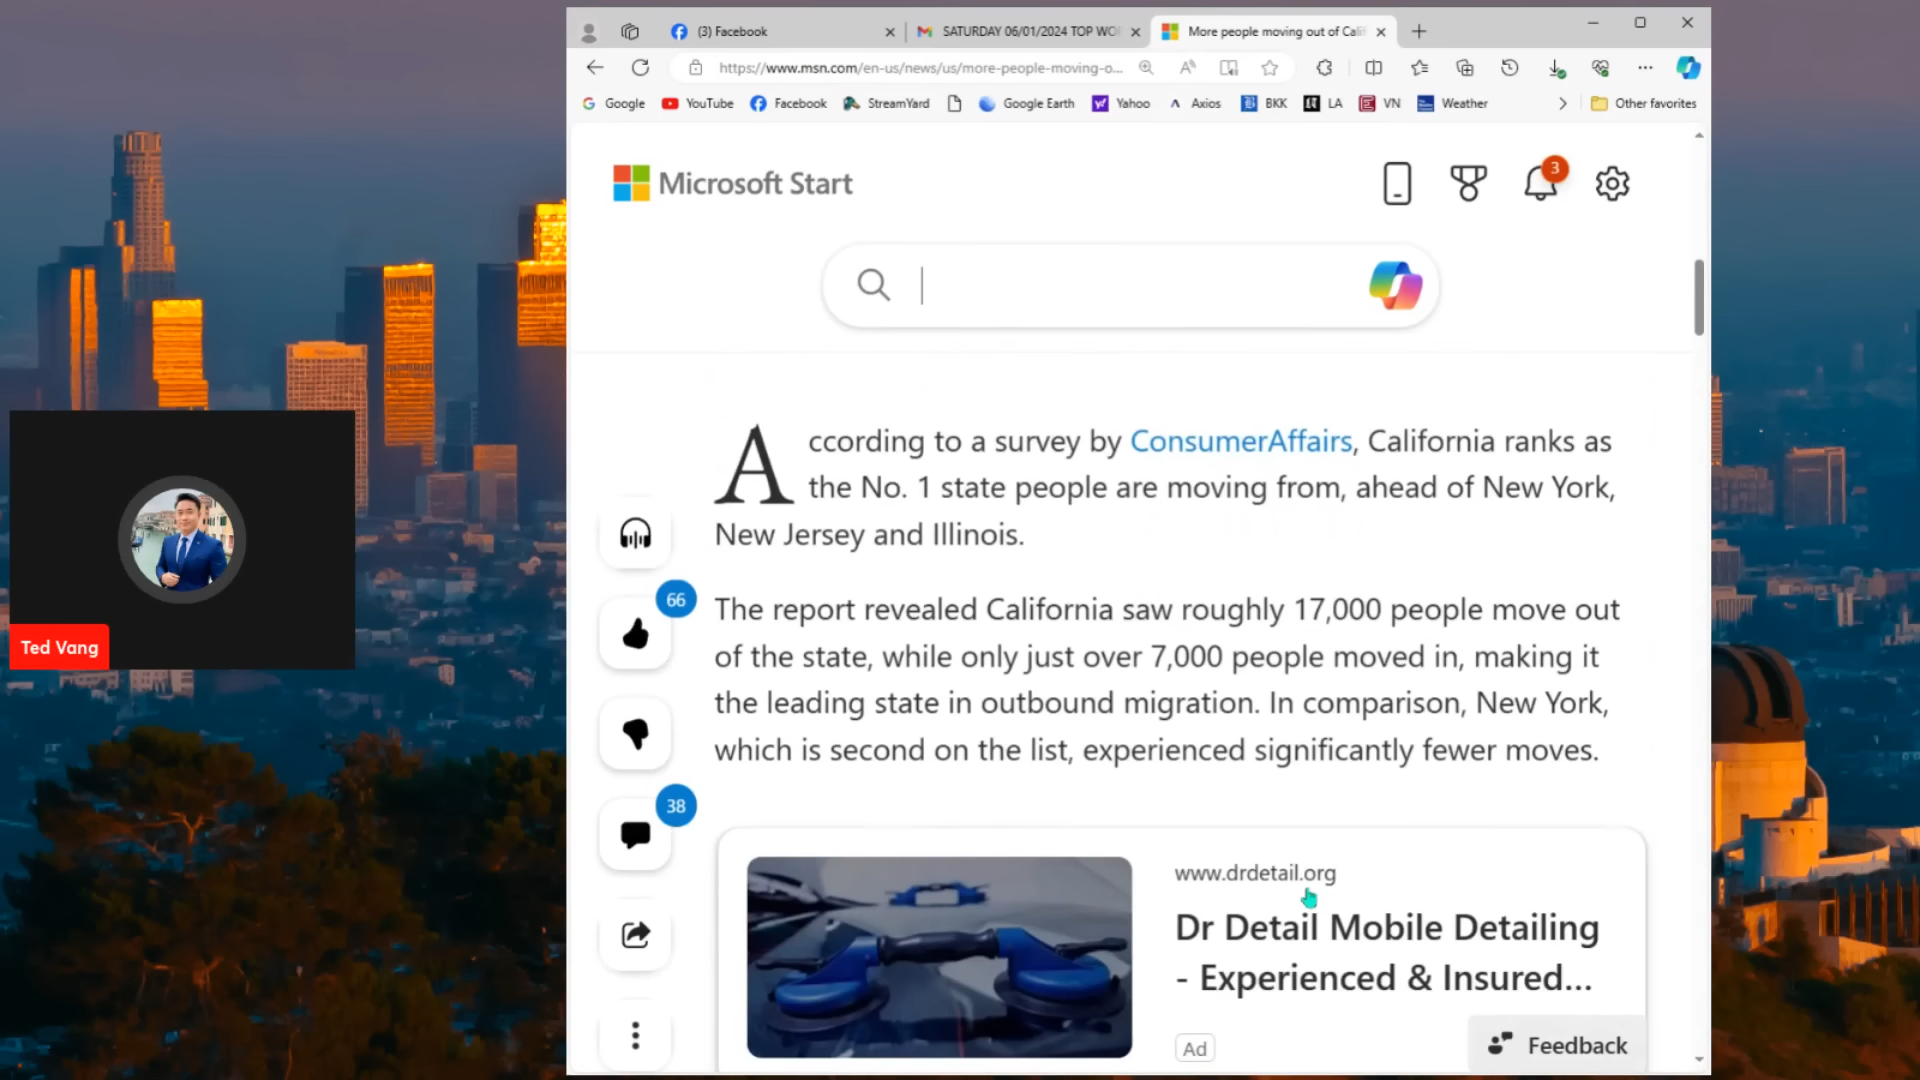 (3) Facebook
SATURDAY 06/01/2024 TOP WO
More people moving out of Cali
https://www.msn.com/en-us/news/us/more-people-moving-o...
Google
YouTube
Facebook
StreamYard
Google Earth
Yahoo
Axios
BKK
LA
VN
Weather
Other favorites
Microsoft Start
3
According to a survey by ConsumerAffairs, California ranks as
the No. 1 state people are moving from, ahead of New York,
New Jersey and Illinois.
66
The report revealed California saw roughly 17,000 people move out
of the state, while only just over 7,000 people moved in, making it
the leading state in outbound migration. In comparison, New York,
which is second on the list, experienced significantly fewer moves.
38
www.drdetail.org
Dr Detail Mobile Detailing
- Experienced & Insured...
Ad
Feedback
Ted Vang